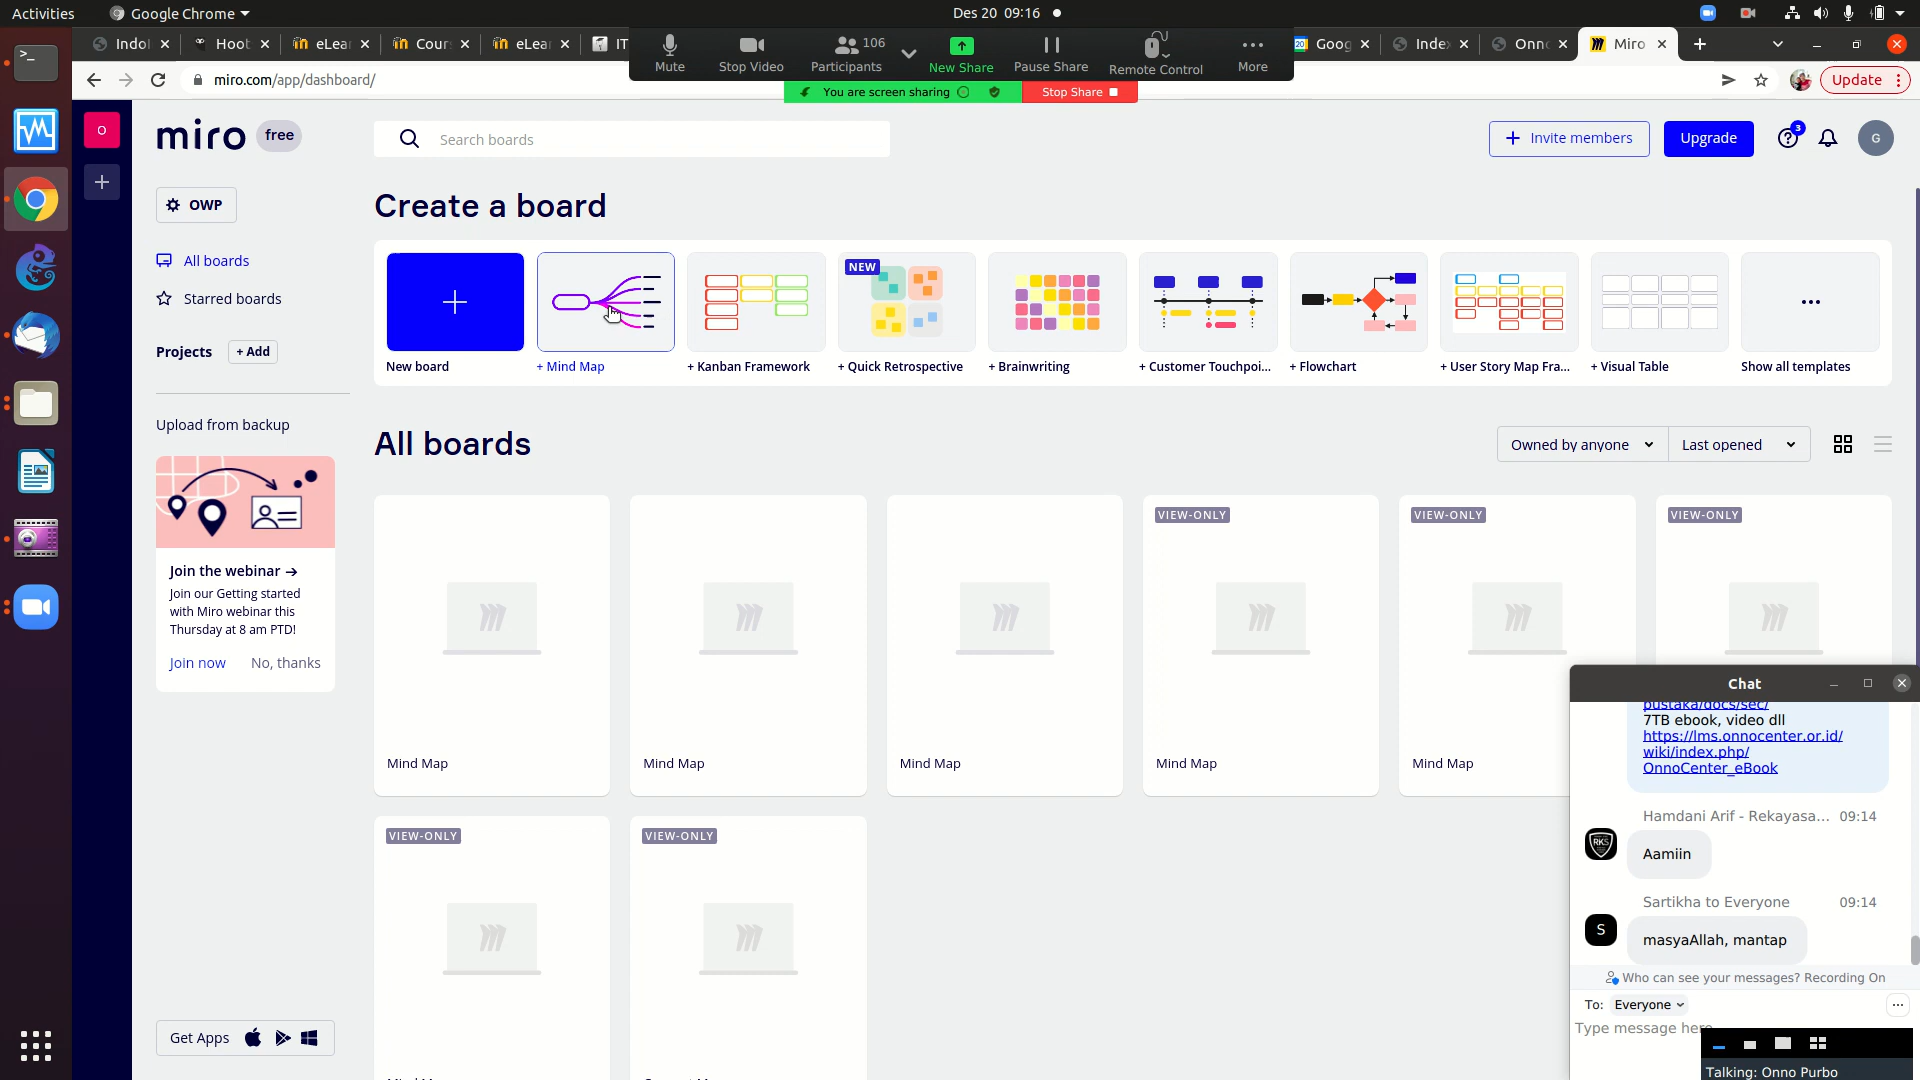 Activities
Google Chrome
Des 20 09:16
Indo
Hoot
eLea
Cour
eLea
IT
Goog
Inde
Onno
Miro
Mute
Stop Video
106
Participants
New Share
Pause Share
Remote Control
More
miro.com/app/dashboard/
Update
You are screen sharing
Stop Share
O
miro
free
Search boards
Invite members
Upgrade
3
G
OWP
Create a board
All boards
Starred boards
Projects
+ Add
NEW
New board
+ Mind Map
+ Kanban Framework
+ Quick Retrospective
+ Brainwriting
+ Customer Touchpoi...
+ Flowchart
+ User Story Map Fra...
+ Visual Table
Show all templates
Upload from backup
All boards
Owned by anyone
Last opened
Join the webinar →
Join our Getting started
with Miro webinar this
Thursday at 8 am PTD!
Join now
No, thanks
VIEW-ONLY
VIEW-ONLY
VIEW-ONLY
Mind Map
Mind Map
Mind Map
Mind Map
Mind Map
VIEW-ONLY
VIEW-ONLY
Get Apps
Chat
pustaka/docs/sec/
7TB ebook, video dll
https://lms.onnocenter.or.id/
wiki/index.php/
OnnoCenter_eBook
Hamdani Arif - Rekayasa... 09:14
RKS
Aamiin
Sartikha to Everyone 09:14
S
masyaAllah, mantap
Who can see your messages? Recording On
To: Everyone
Type message here
Talking: Onno Purbo